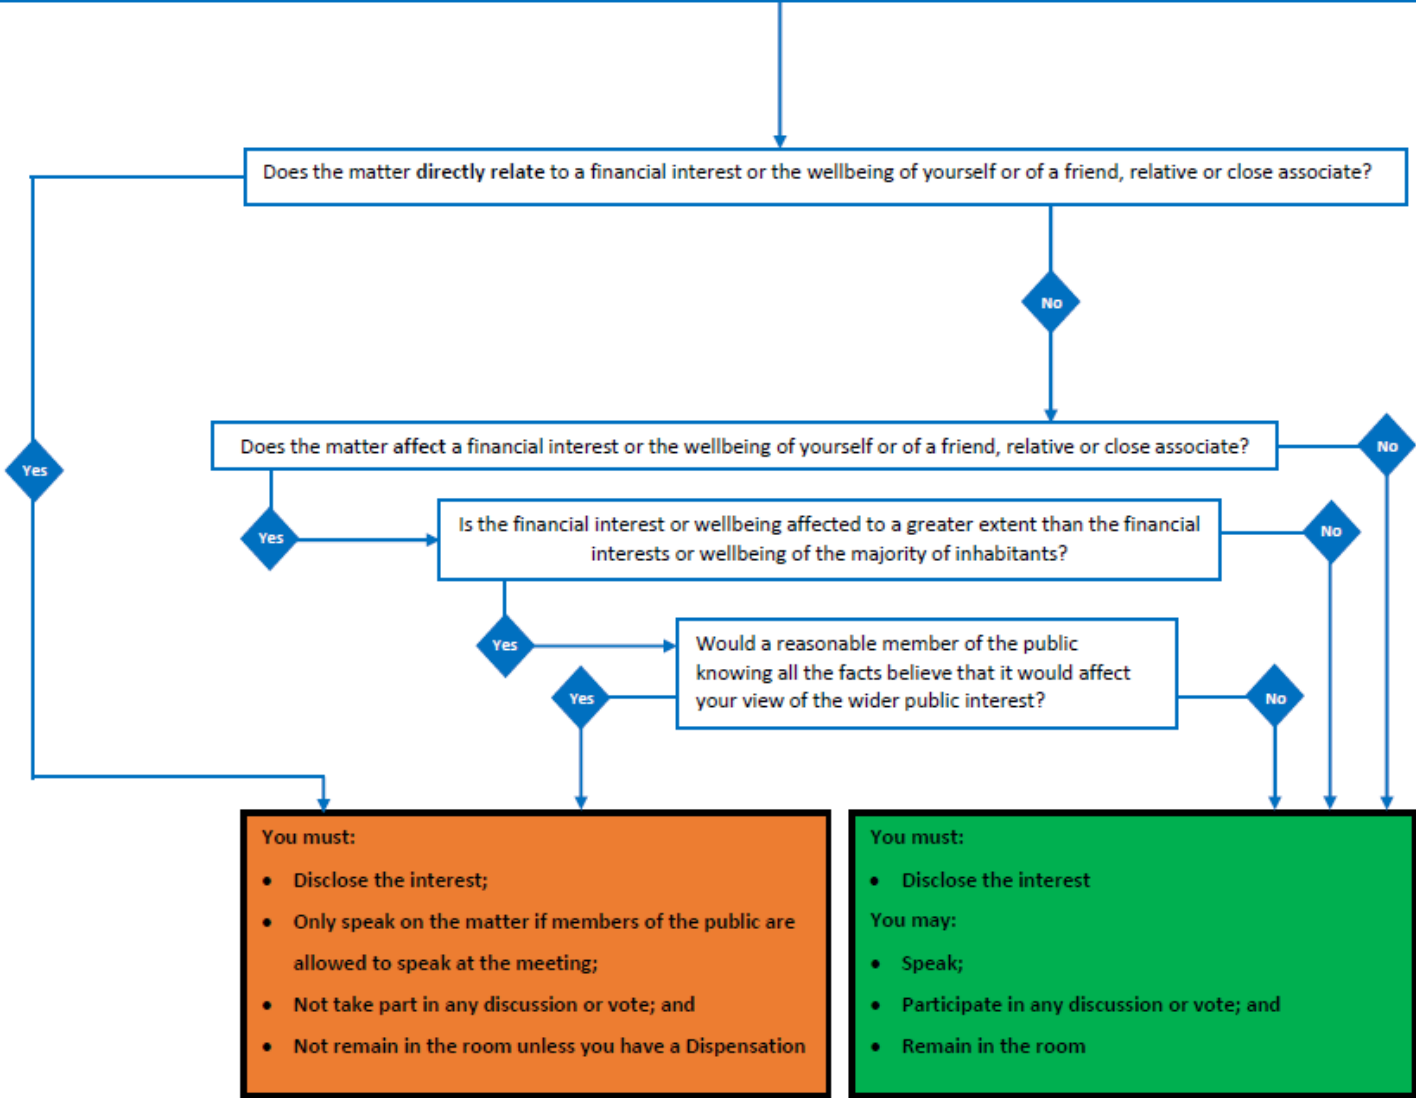 Does the matter directly relate to a financial interest or the wellbeing of yourself or of a friend, relative or close associate?
No
Does the matter affect a financial interest or the wellbeing of yourself or of a friend, relative or close associate?
No
Yes
Is the financial interest or wellbeing affected to a greater extent than the financial
interests or wellbeing of the majority of inhabitants?
Yes
No
Yes
Would a reasonable member of the public
knowing all the facts believe that it would affect
your view of the wider public interest?
Yes
No
You must:
• Disclose the interest;
• Only speak on the matter if members of the public are
allowed to speak at the meeting;
• Not take part in any discussion or vote; and
• Not remain in the room unless you have a Dispensation
You must:
• Disclose the interest
You may:
• Speak;
• Participate in any discussion or vote; and
• Remain in the room